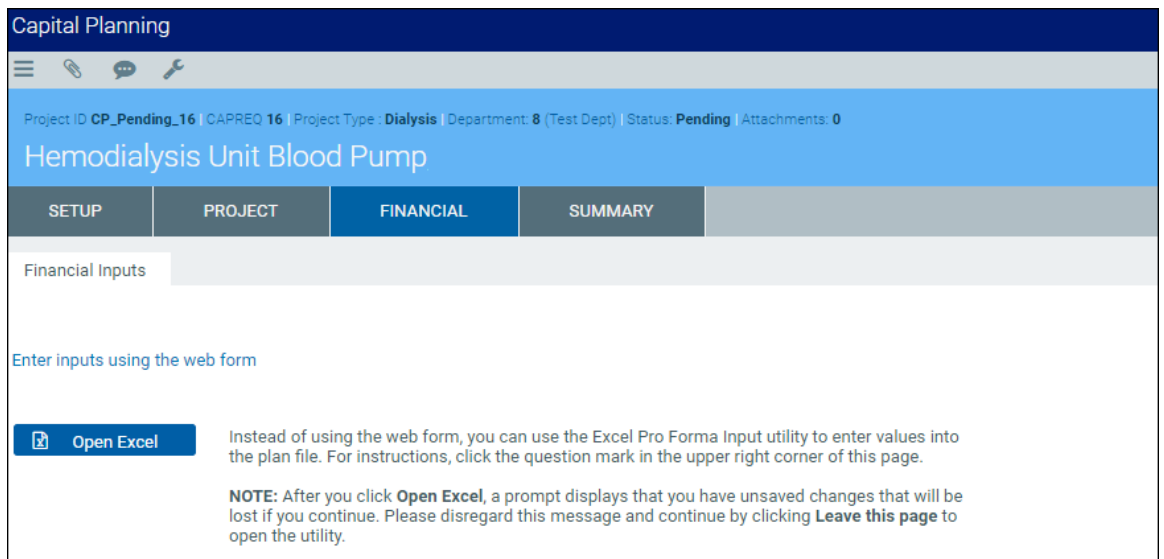 Capital Planning
Project ID CP_Pending_16 | CAPREQ 16 | Project Type : Dialysis | Department: 8 (Test Dept) | Status: Pending | Attachments: 0
Hemodialysis Unit Blood Pump
SETUP PROJECT FINANCIAL SUMMARY
Financial Inputs
Enter inputs using the web form
Open Excel
Instead of using the web form, you can use the Excel Pro Forma Input utility to enter values into
the plan file. For instructions, click the question mark in the upper right corner of this page.
NOTE: After you click Open Excel, a prompt displays that you have unsaved changes that will be
lost if you continue. Please disregard this message and continue by clicking Leave this page to
open the utility.